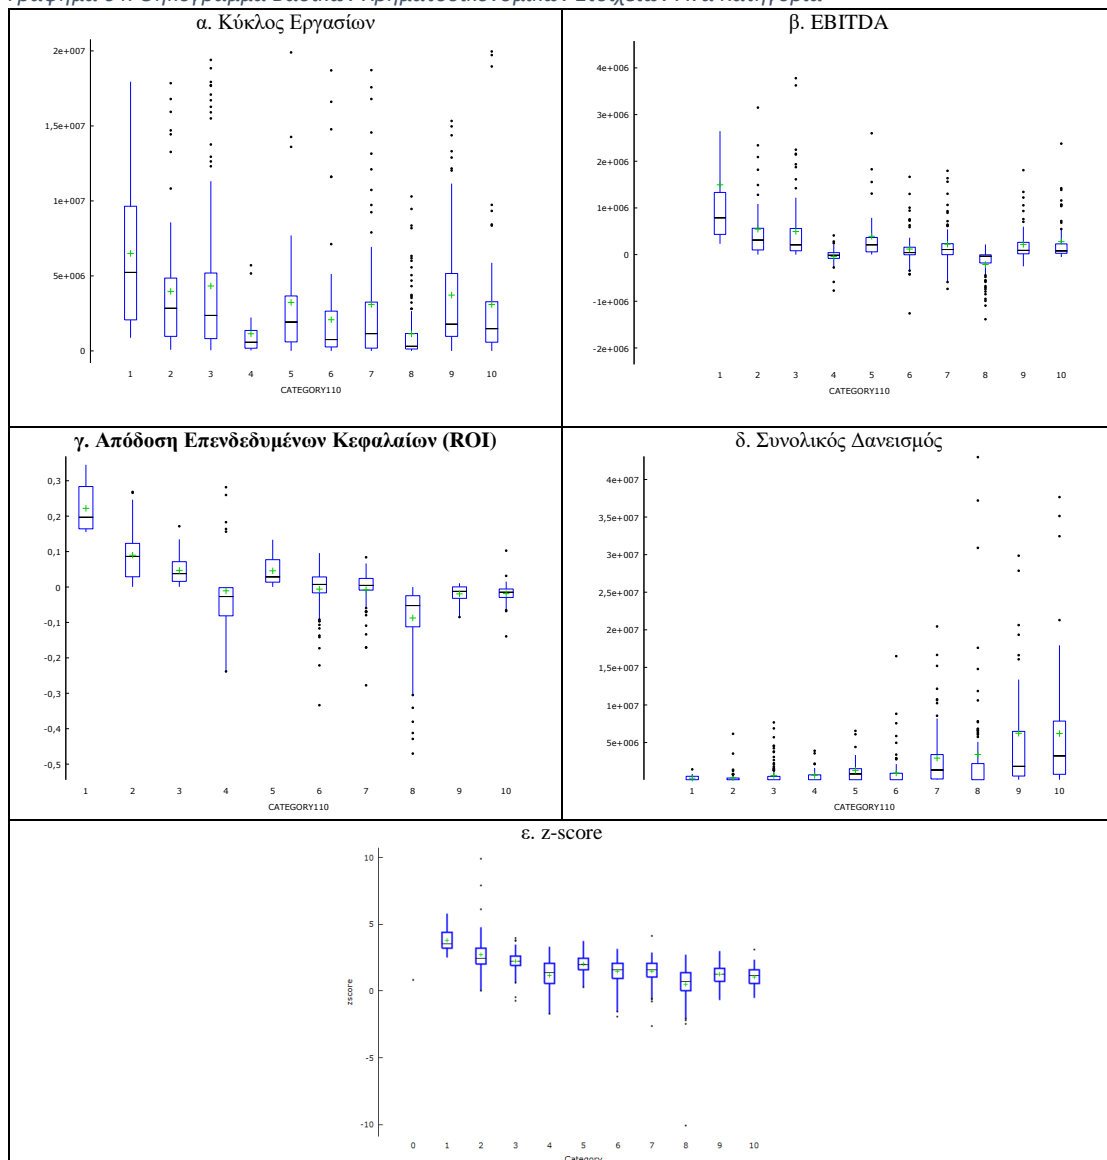 α. Κύκλος Εργασίων
2e+007
1,5e+007
1e+007
5e+006
0
1 2 3 4 5 6 7 8 9 10
CATEGORY110
β. EBITDA
4e+006
3e+006
2e+006
1e+006
0
-1e+006
-2e+006
1 2 3 4 5 6 7 8 9 10
CATEGORY110
γ. Απόδοση Επενδεδυμένων Κεφαλαίων (ROI)
0,3
0,2
0,1
0
-0,1
-0,2
-0,3
-0,4
-0,5
1 2 3 4 5 6 7 8 9 10
CATEGORY110
δ. Συνολικός Δανεισμός
4e+007
3,5e+007
3e+007
2,5e+007
2e+007
1,5e+007
1e+007
5e+006
1 2 3 4 5 6 7 8 9 10
CATEGORY110
ε. z-score
10
5
0
-5
-10
zscore
0 1 2 3 4 5 6 7 8 9 10
Category